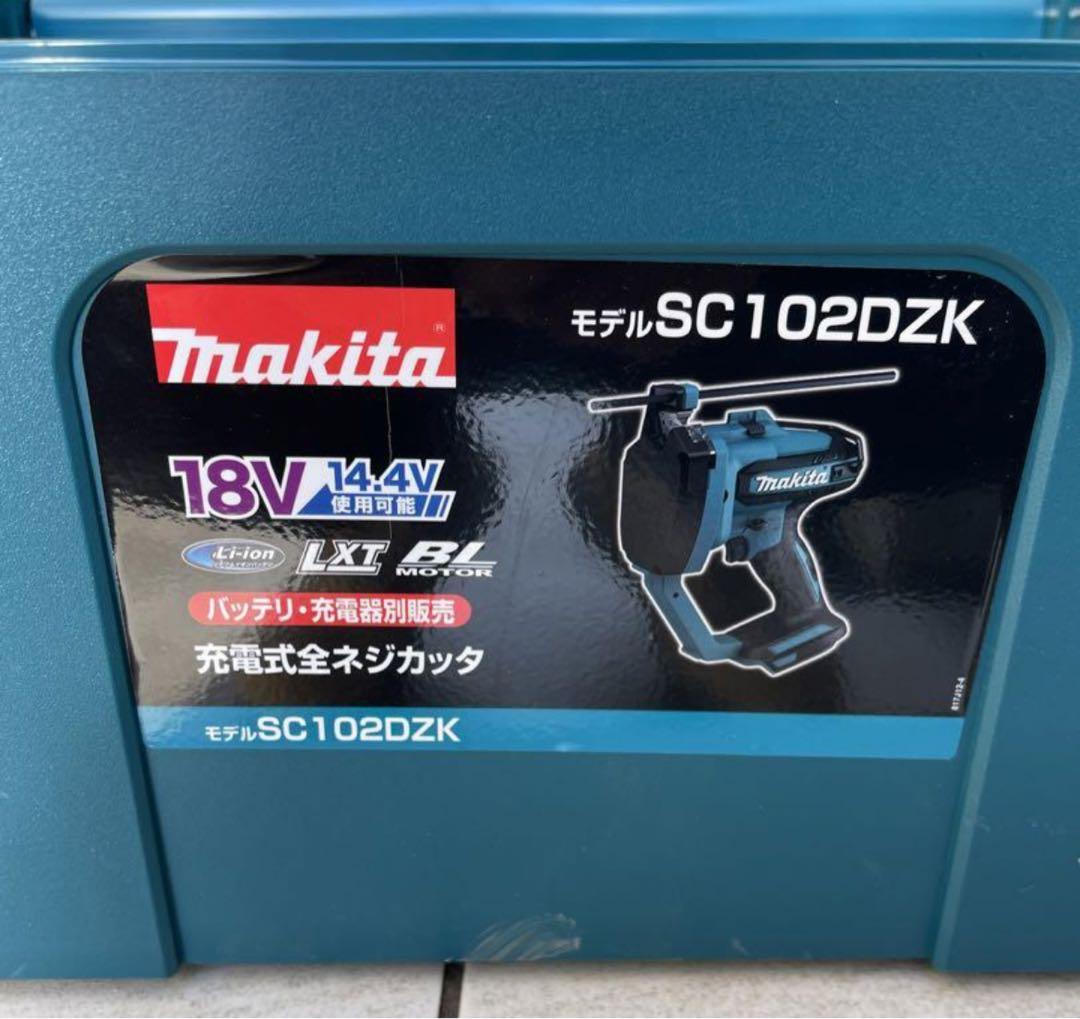 makita®
モデルSC102DZK
18V 14.4V
使用可能
Li-ion LXT BL
MOTOR
バッテリ・充電器別販売
充電式全ネジカッタ
makita
モデルSC102DZK